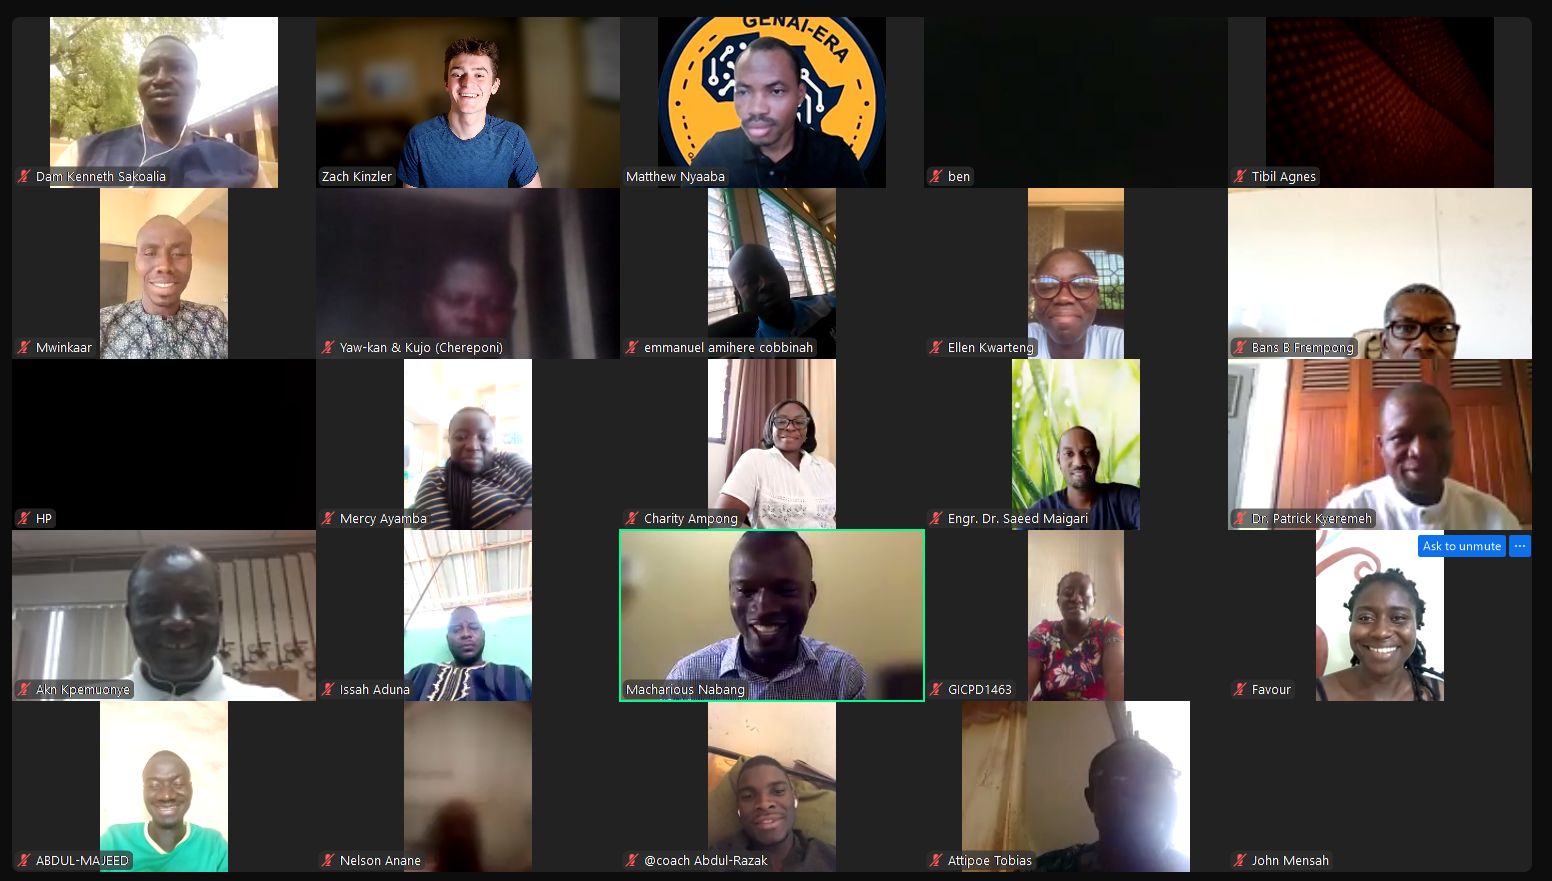 GENAI-ERA
Dam Kenneth Sakoalia
Zach Kinzler
Matthew Nyaaba
ben
Tibil Agnes
Mwinkaar
Yaw-kan & Kujo (Chereponi)
emmanuel amihere cobbinah
Ellen Kwarteng
Bans B Frempong
HP
Mercy Ayamba
Charity Ampong
Engr. Dr. Saeed Maigari
Dr. Patrick Kyeremeh
Ask to unmute ...
Akn Kpemuonye
Issah Aduna
Macharious Nabang
GICPD1463
Favour
ABDUL-MAJEED
Nelson Anane
@coach Abdul-Razak
Attipoe Tobias
John Mensah